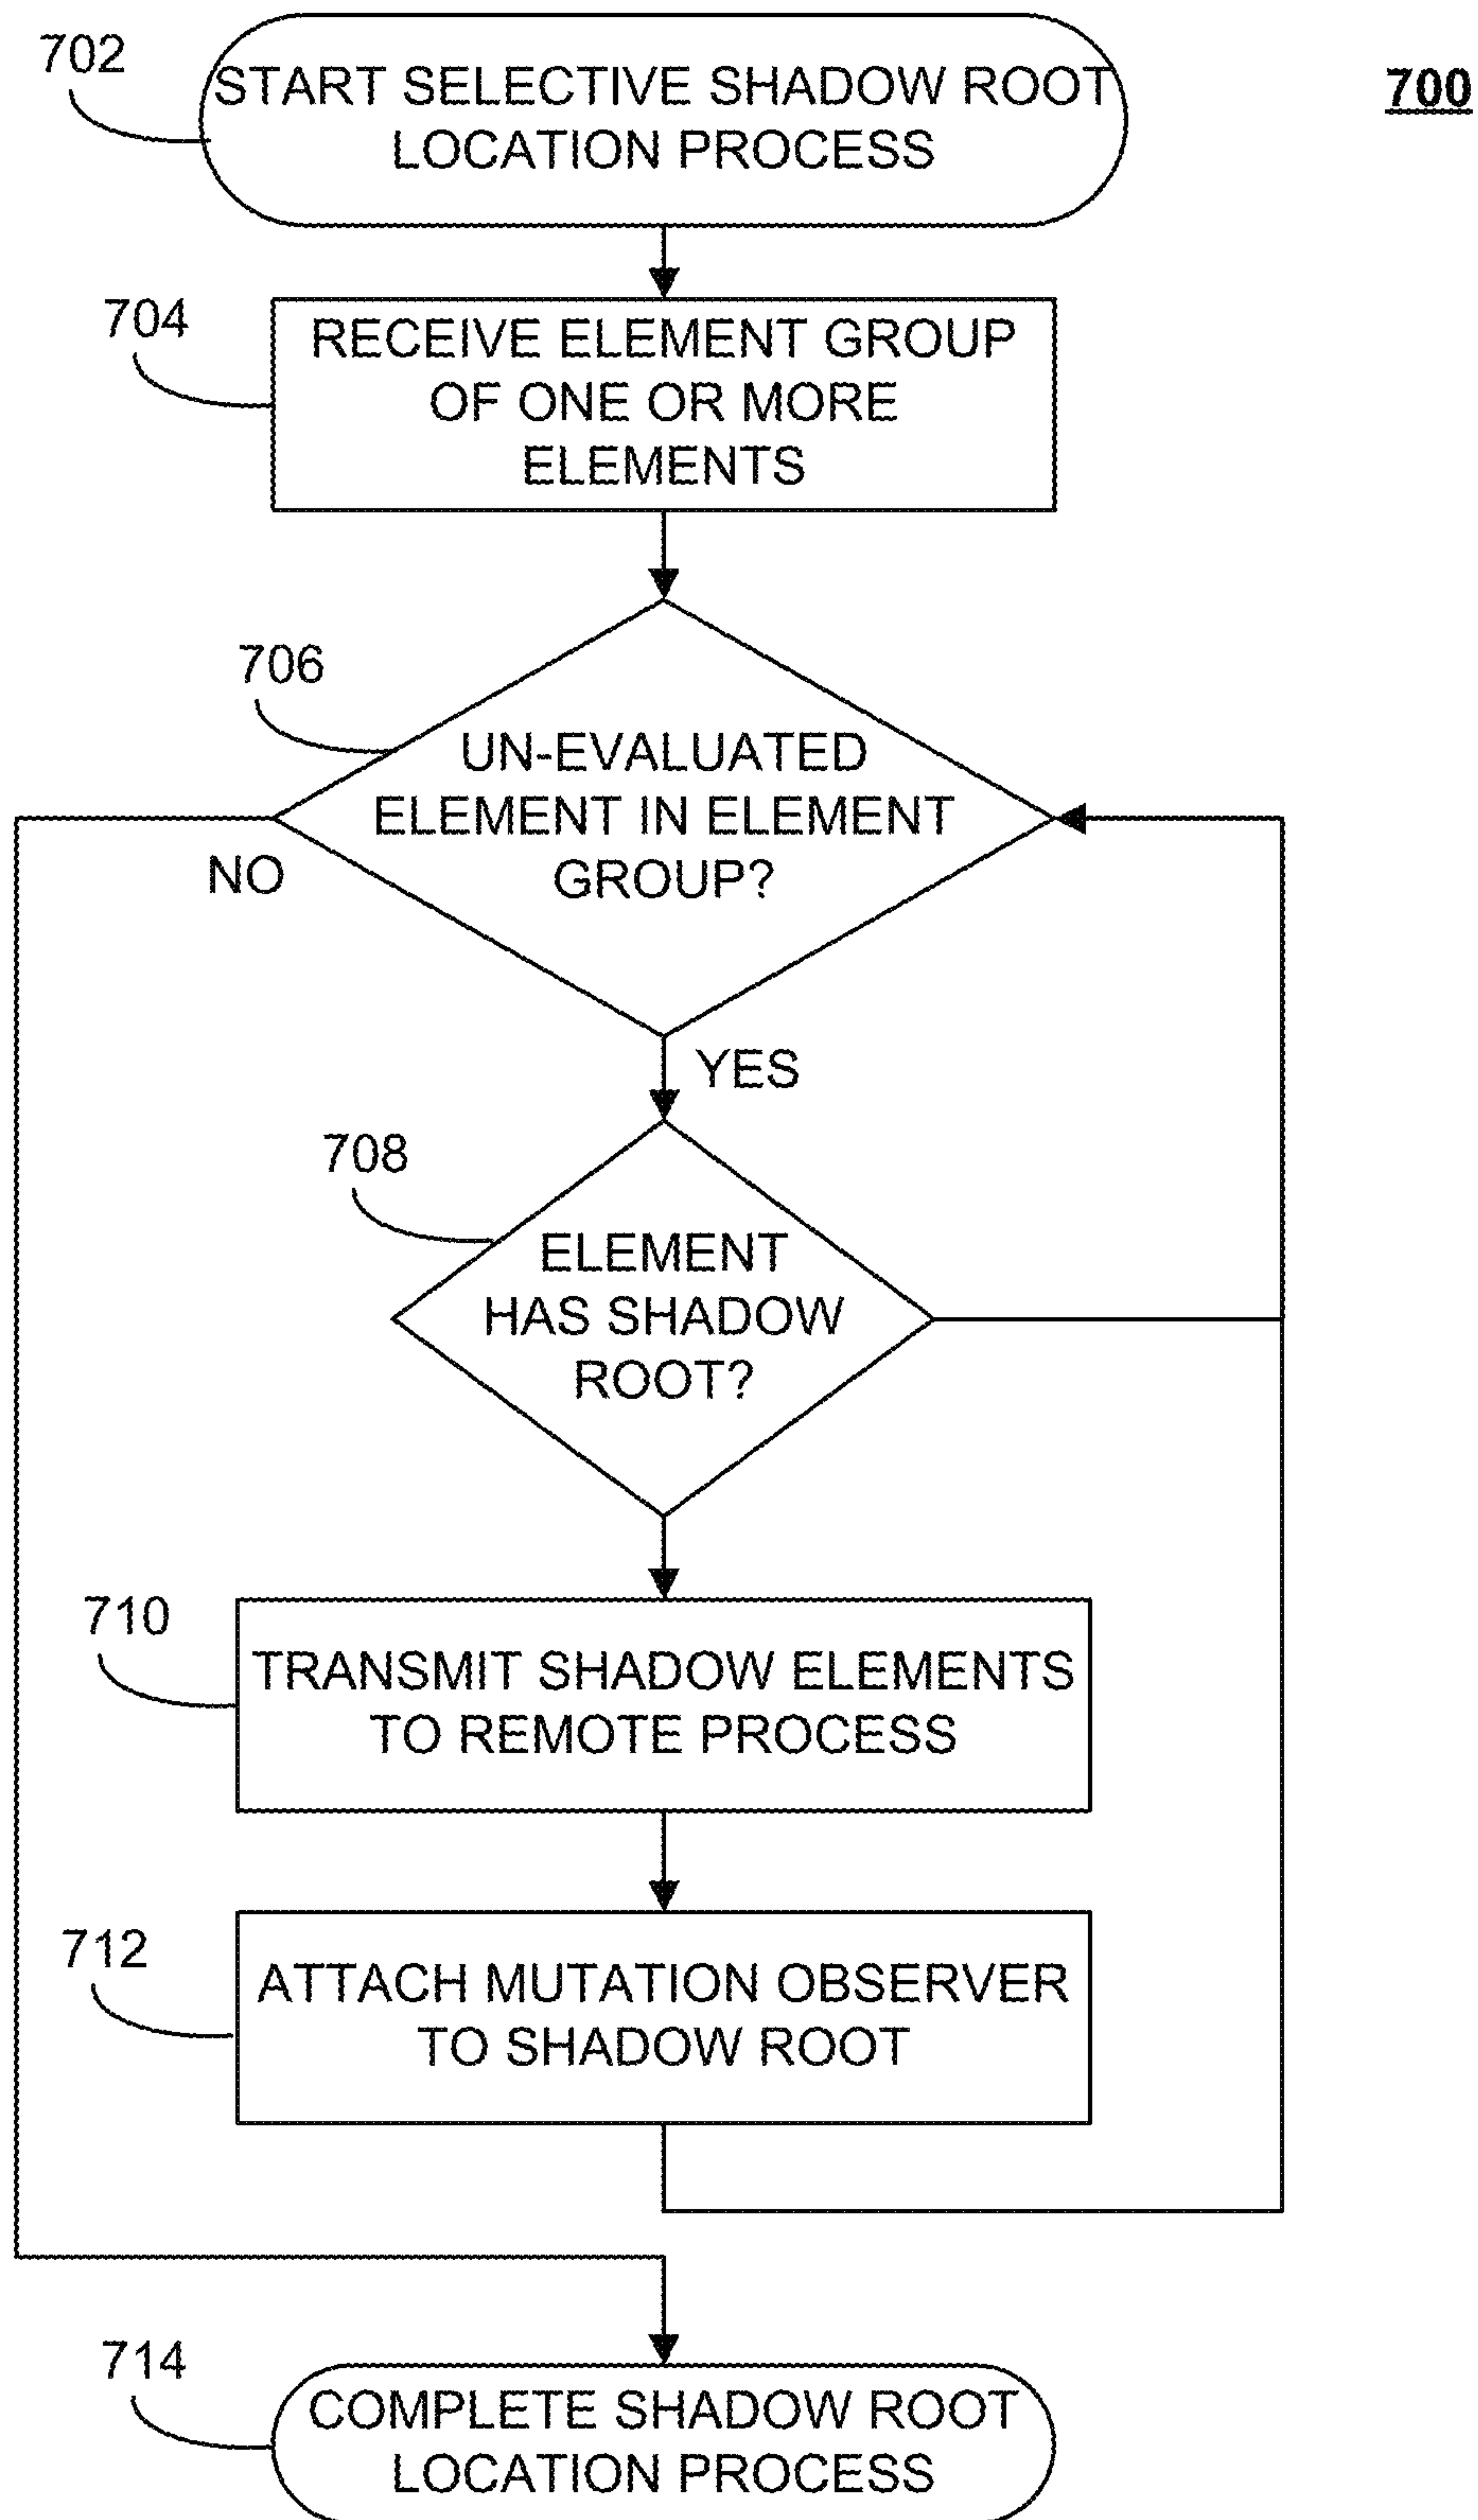 702
START SELECTIVE SHADOW ROOT
LOCATION PROCESS
700
704
RECEIVE ELEMENT GROUP
OF ONE OR MORE
ELEMENTS
706
UN-EVALUATED
ELEMENT IN ELEMENT
GROUP?
NO
YES
708
ELEMENT
HAS SHADOW
ROOT?
710
TRANSMIT SHADOW ELEMENTS
TO REMOTE PROCESS
712
ATTACH MUTATION OBSERVER
TO SHADOW ROOT
714
COMPLETE SHADOW ROOT
LOCATION PROCESS